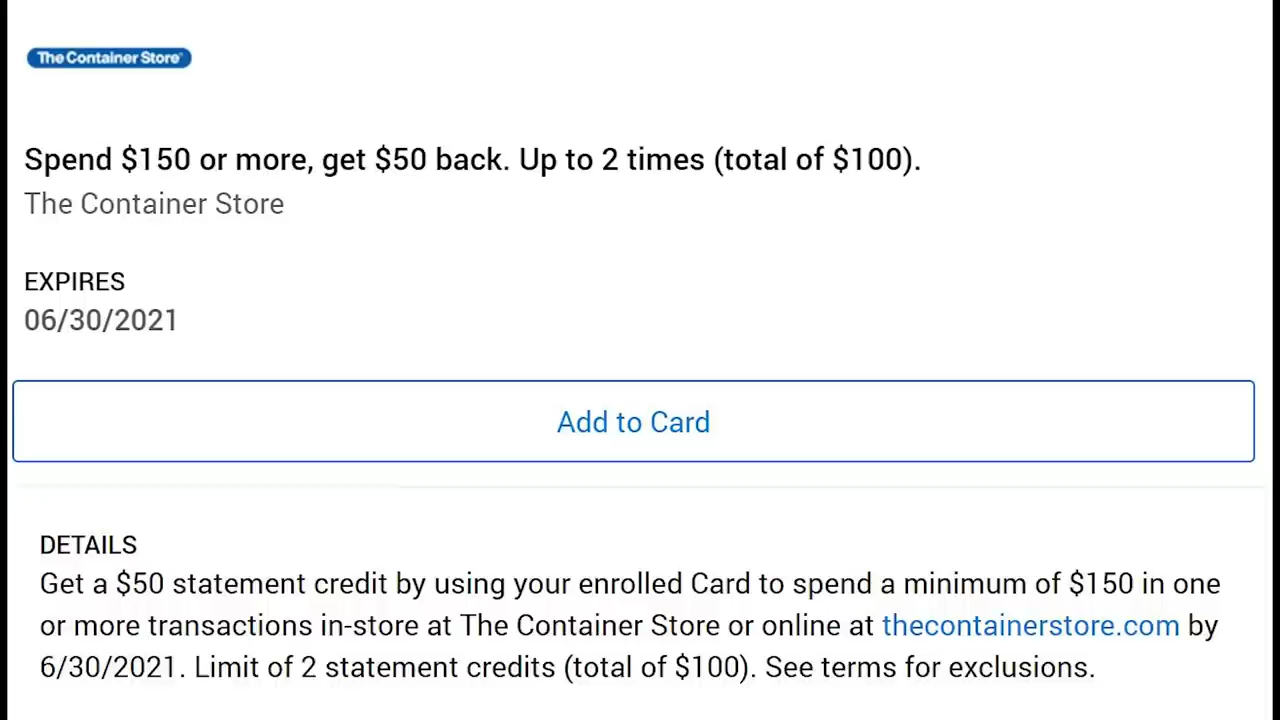 The Container Store
Spend $150 or more, get $50 back. Up to 2 times (total of $100).
The Container Store
EXPIRES
06/30/2021
Add to Card
DETAILS
Get a $50 statement credit by using your enrolled Card to spend a minimum of $150 in one
or more transactions in-store at The Container Store or online at thecontainerstore.com by
6/30/2021. Limit of 2 statement credits (total of $100). See terms for exclusions.